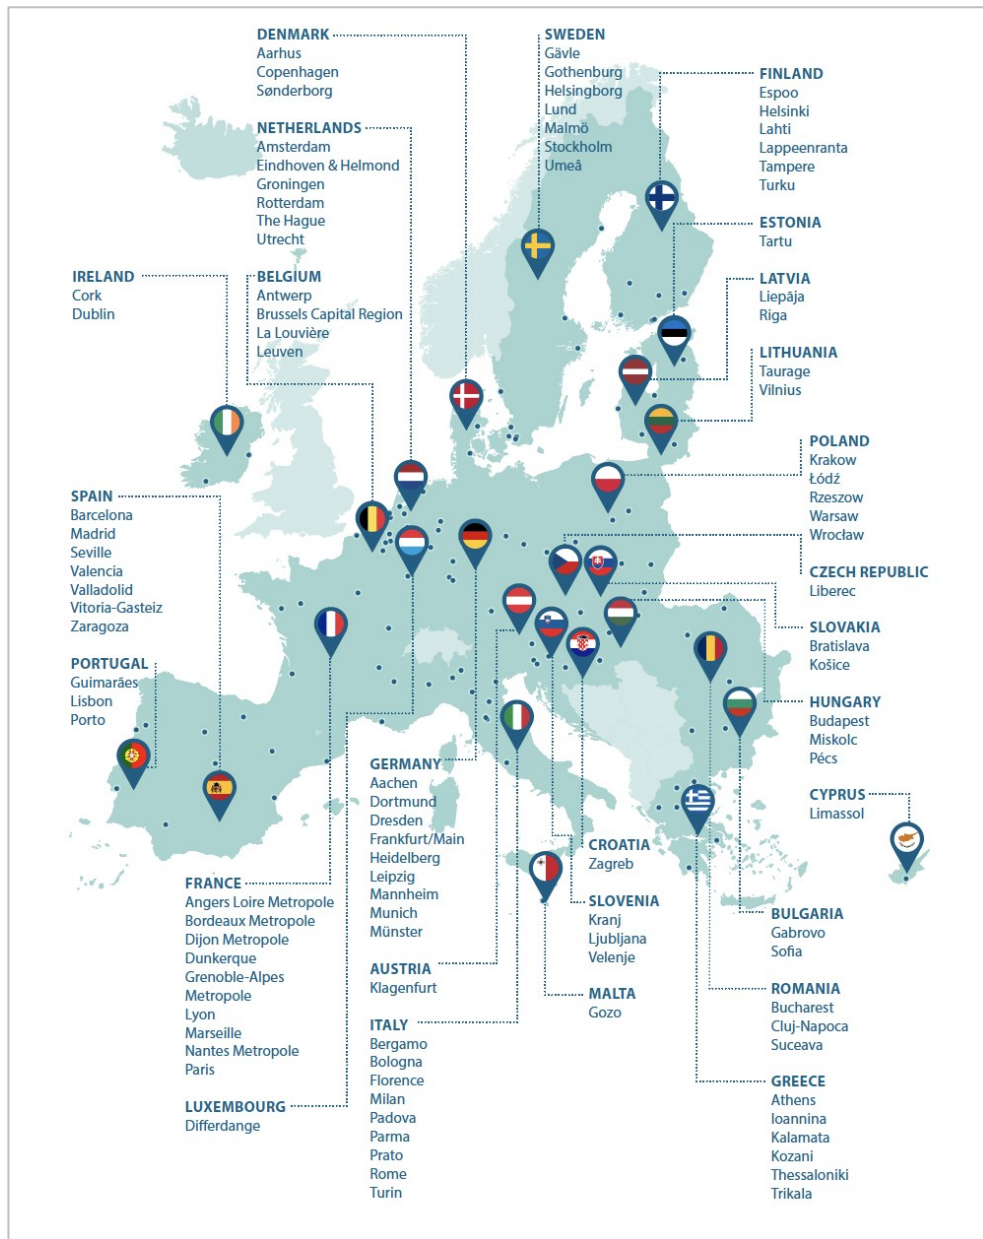 DENMARK
Aarhus
Copenhagen
Sønderborg
SWEDEN
Gävle
Gothenburg
Helsingborg
Lund
Malmö
Stockholm
Umeå
FINLAND
Espoo
Helsinki
Lahti
Lappeenranta
Tampere
Turku
NETHERLANDS
Amsterdam
Eindhoven & Helmond
Groningen
Rotterdam
The Hague
Utrecht
ESTONIA
Tartu
IRELAND
Cork
Dublin
BELGIUM
Antwerp
Brussels Capital Region
La Louvière
Leuven
LATVIA
Liepāja
Riga
LITHUANIA
Taurage
Vilnius
POLAND
Krakow
Łódź
Rzeszow
Warsaw
Wrocław
SPAIN
Barcelona
Madrid
Seville
Valencia
Valladolid
Vitoria-Gasteiz
Zaragoza
CZECH REPUBLIC
Liberec
SLOVAKIA
Bratislava
Košice
PORTUGAL
Guimarães
Lisbon
Porto
HUNGARY
Budapest
Miskolc
Pécs
GERMANY
Aachen
Dortmund
Dresden
Frankfurt/Main
Heidelberg
Leipzig
Mannheim
Munich
Münster
CYPRUS
Limassol
CROATIA
Zagreb
FRANCE
Angers Loire Metropole
Bordeaux Metropole
Dijon Metropole
Dunkerque
Grenoble-Alpes
Metropole
Lyon
Marseille
Nantes Metropole
Paris
SLOVENIA
Kranj
Ljubljana
Velenje
BULGARIA
Gabrovo
Sofia
AUSTRIA
Klagenfurt
MALTA
Gozo
ROMANIA
Bucharest
Cluj-Napoca
Suceava
ITALY
Bergamo
Bologna
Florence
Milan
Padova
Parma
Prato
Rome
Turin
GREECE
Athens
Ioannina
Kalamata
Kozani
Thessaloniki
Trikala
LUXEMBOURG
Differdange